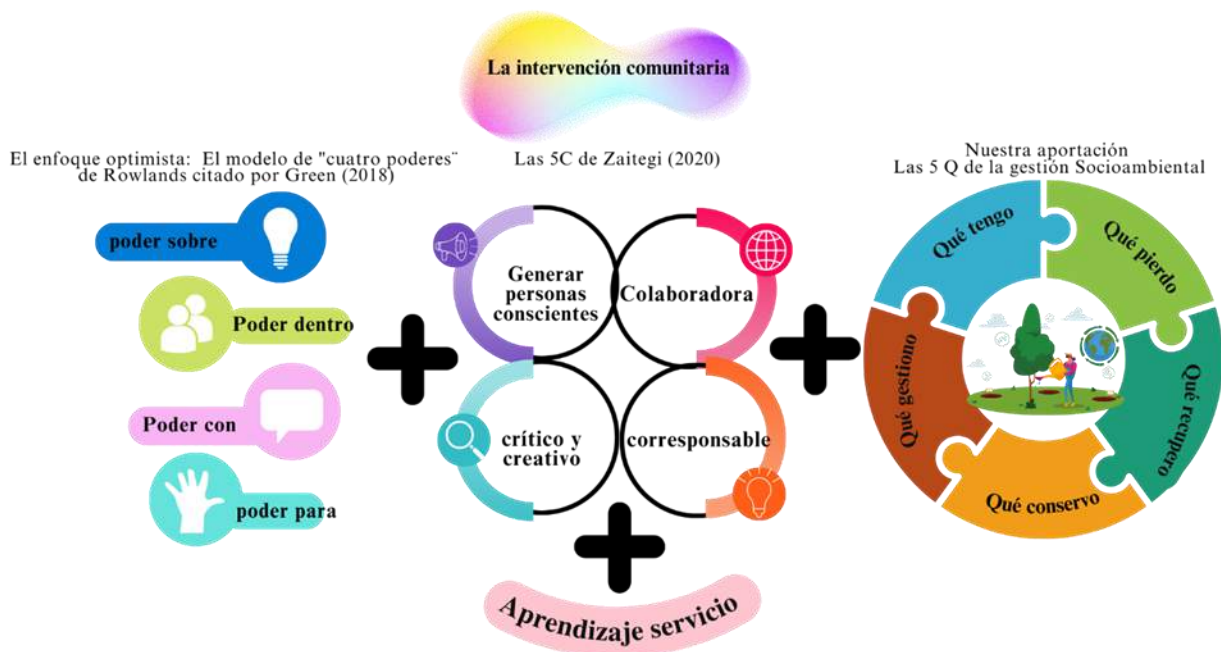 La intervención comunitaria
El enfoque optimista: El modelo de "cuatro poderes¨
de Rowlands citado por Green (2018)
poder sobre
Poder dentro
Poder con
poder para
Las 5C de Zaitegi (2020)
Generar
personas
conscientes
Colaboradora
crítico y
creativo
corresponsable
Nuestra aportación
Las 5 Q de la gestión Socioambiental
Qué tengo
Qué pierdo
Qué recupero
Qué conservo
Qué gestiono
Aprendizaje servicio